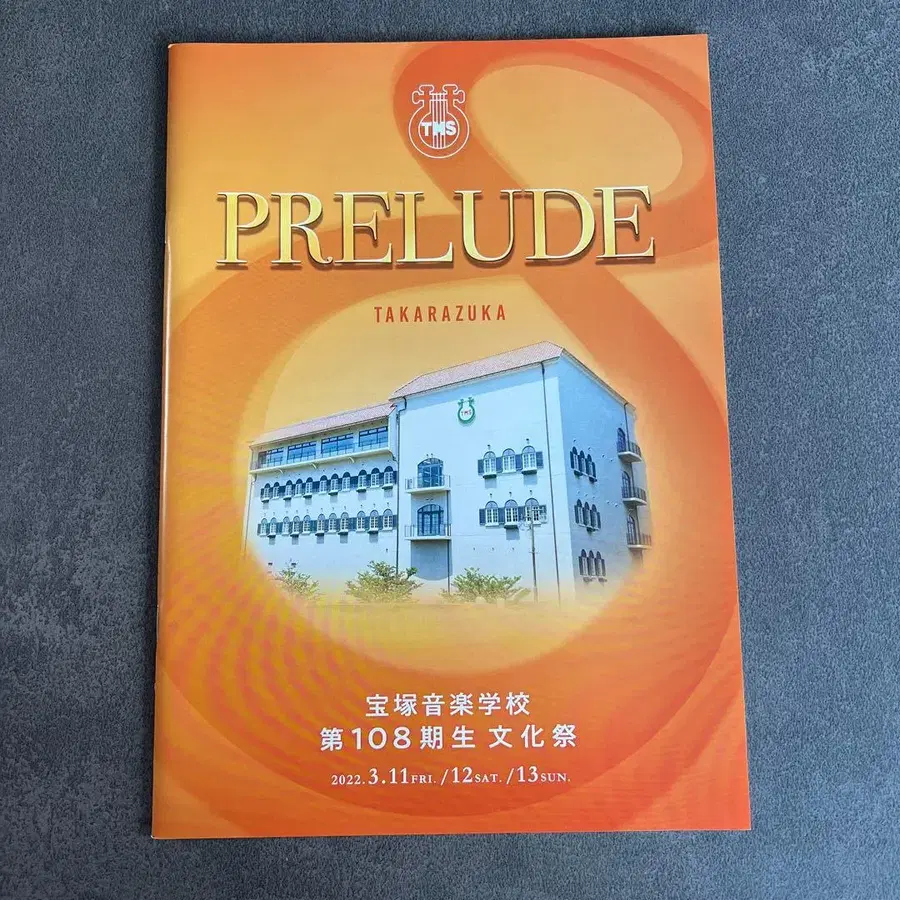 TMS
PRELUDE
TAKARAZUKA
TMS
宝塚音楽学校
第108期生 文化祭
2022.3.11FRI./12SAT./13SUN.